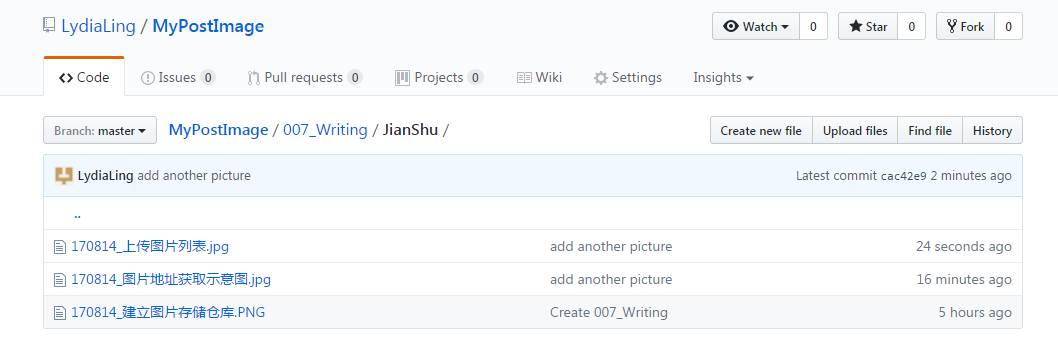 LydiaLing / MyPostImage Watch 0 Star 0 Fork 0
Code Issues 0 Pull requests 0 Projects 0 Wiki Settings Insights
Branch: master MyPostImage / 007_Writing / JianShu / Create new file Upload files Find file History
LydiaLing add another picture Latest commit cac42e9 2 minutes ago
..
170814_上传图片列表.jpg add another picture 24 seconds ago
170814_图片地址获取示意图.jpg add another picture 16 minutes ago
170814_建立图片存储仓库.PNG Create 007_Writing 5 hours ago